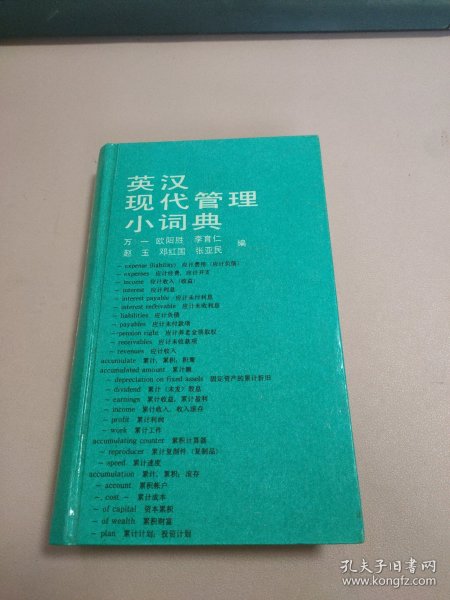 英汉
现代管理
小词典
万一 欧阳胜 李育仁
赵玉 邓红国 张亚民 编
– expense (liability) 应计费用（应计负债）
– expenses 应计经费，应计开支
– income 应计收入（收益）
– interest 应计利息
– interest payable 应计未付利息
– interest receivable 应计未收利息
– liabilities 应计负债
– payables 应计未付款项
– pension right 应计养老金领取权
– receivables 应计未收款项
– revenues 应计收入
accumulate 累计，累积，积聚
accumulated amount 累计额
– depreciation on fixed assets 固定资产的累计折旧
– dividend 累计（未发）股息
– earnings 累计收益；累计盈利
– income 累计收入，收入滚存
– profit 累计利润
– work 累计工作
accumulating counter 累积计算器
– reproducer 累计复制件（复制品）
– speed 累计速度
accumulation 累计，累积；滚存
– account 累积帐户
– cost – 累计成本
– of capital 资本累积
– of wealth 累积财富
– plan 累计计划；投资计划
孔夫子旧书网
www.kongfz.com